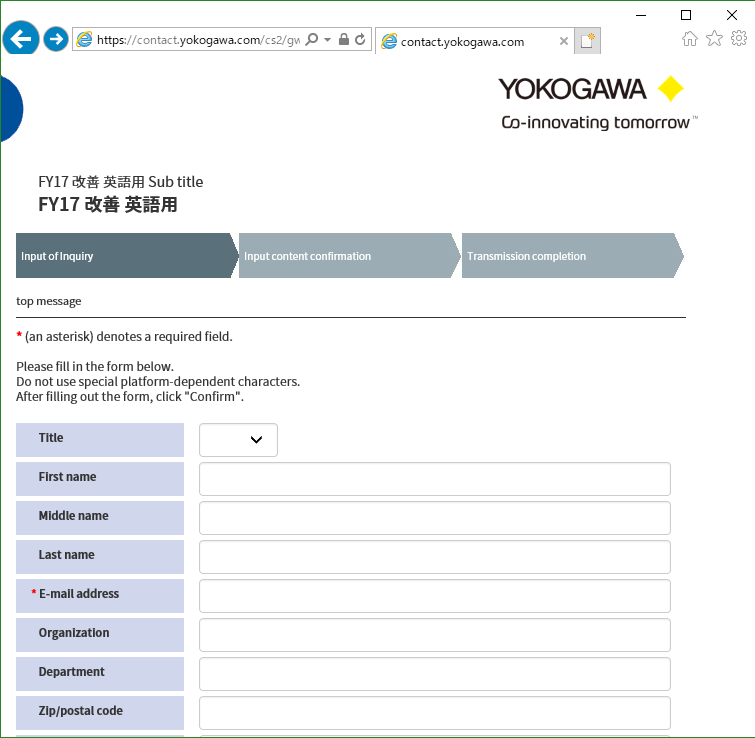 https://contact.yokogawa.com/cs2/gw
contact.yokogawa.com
YOKOGAWA
Co-innovating tomorrow™
FY17 改善 英語用 Sub title
FY17 改善 英語用
Input of Inquiry
Input content confirmation
Transmission completion
top message
* (an asterisk) denotes a required field.
Please fill in the form below.
Do not use special platform-dependent characters.
After filling out the form, click "Confirm".
Title
First name
Middle name
Last name
* E-mail address
Organization
Department
Zip/postal code